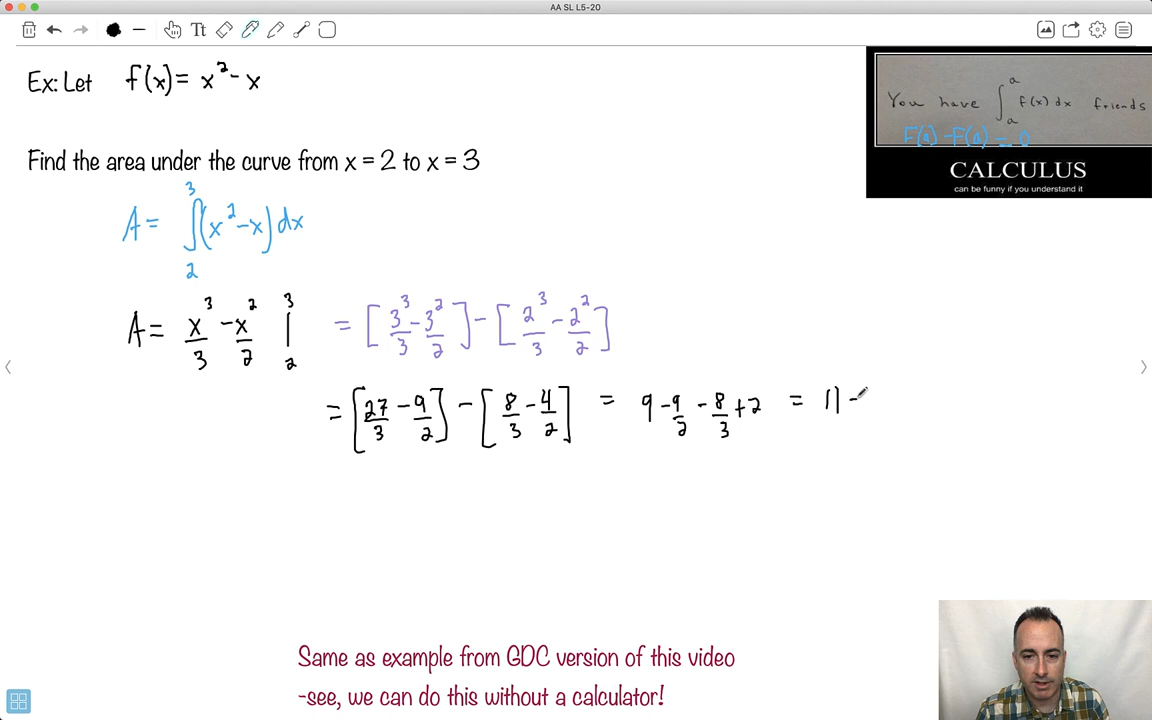 AA SL L5-20
Tt
Ex: Let f(x) = x² - x
You have ∫ₐᵃ f(x) dx friends
F(a) - F(a) = 0
CALCULUS
can be funny if you understand it
Find the area under the curve from x = 2 to x = 3
A = ∫₂³ (x² - x) dx
A = x³/3 - x²/2 |₂³ = [3³/3 - 3²/2] - [2³/3 - 2²/2]
= [27/3 - 9/2] - [8/3 - 4/2] = 9 - 9/2 - 8/3 + 2 = 11 -
Same as example from GDC version of this video
-see, we can do this without a calculator!